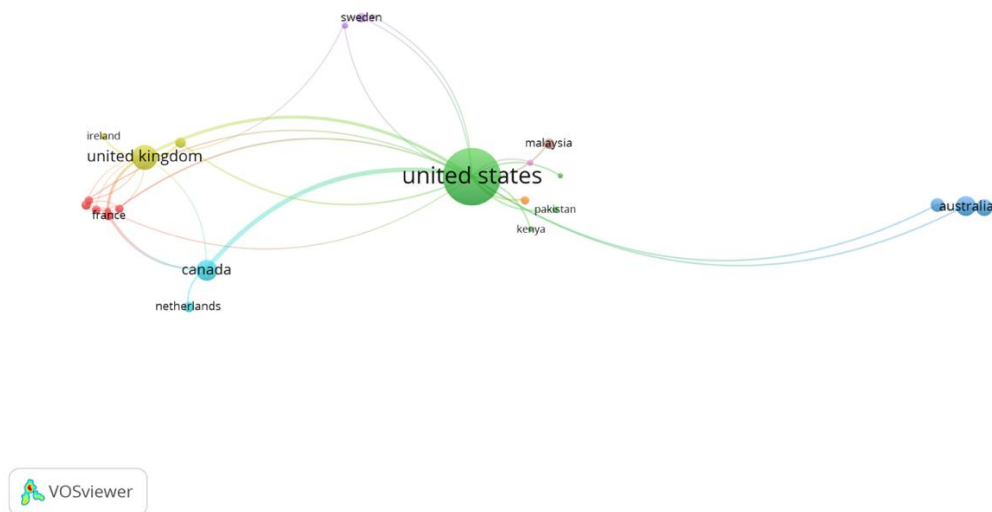 sweden
ireland
united kingdom
malaysia
united states
france
pakistan
australia
kenya
canada
netherlands
VOSviewer